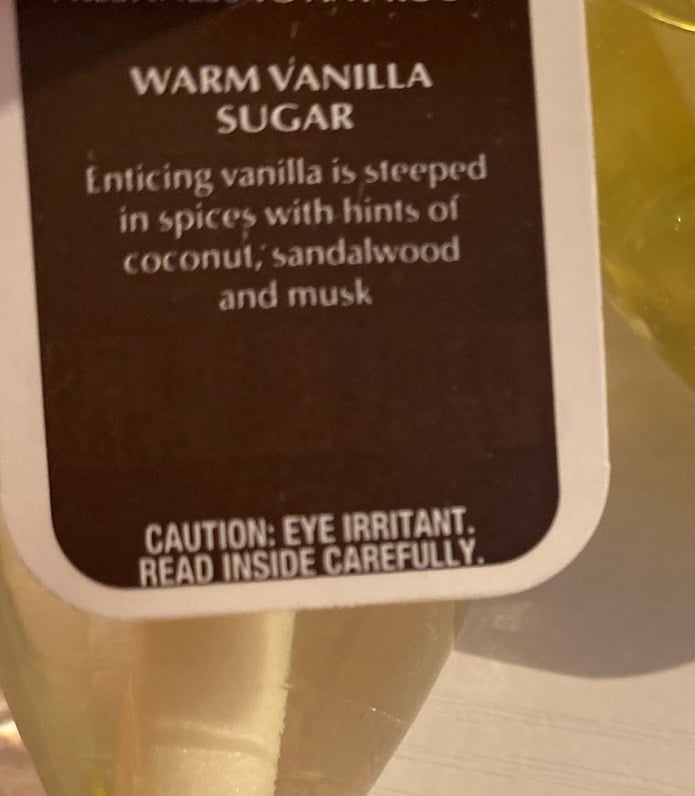 WARM VANILLA
SUGAR
Enticing vanilla is steeped
in spices with hints of
coconut, sandalwood
and musk
CAUTION: EYE IRRITANT.
READ INSIDE CAREFULLY.